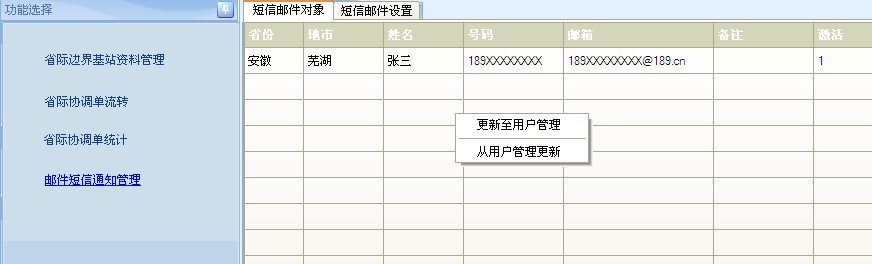 功能选择
省际边界基站资料管理
省际协调单流转
省际协调单统计
邮件短信通知管理
短信邮件对象 短信邮件设置
省份 地市 姓名 号码 邮箱 备注 激活
安徽 芜湖 张三 189XXXXXXXX 189XXXXXXXX@189.cn 1
更新至用户管理
从用户管理更新